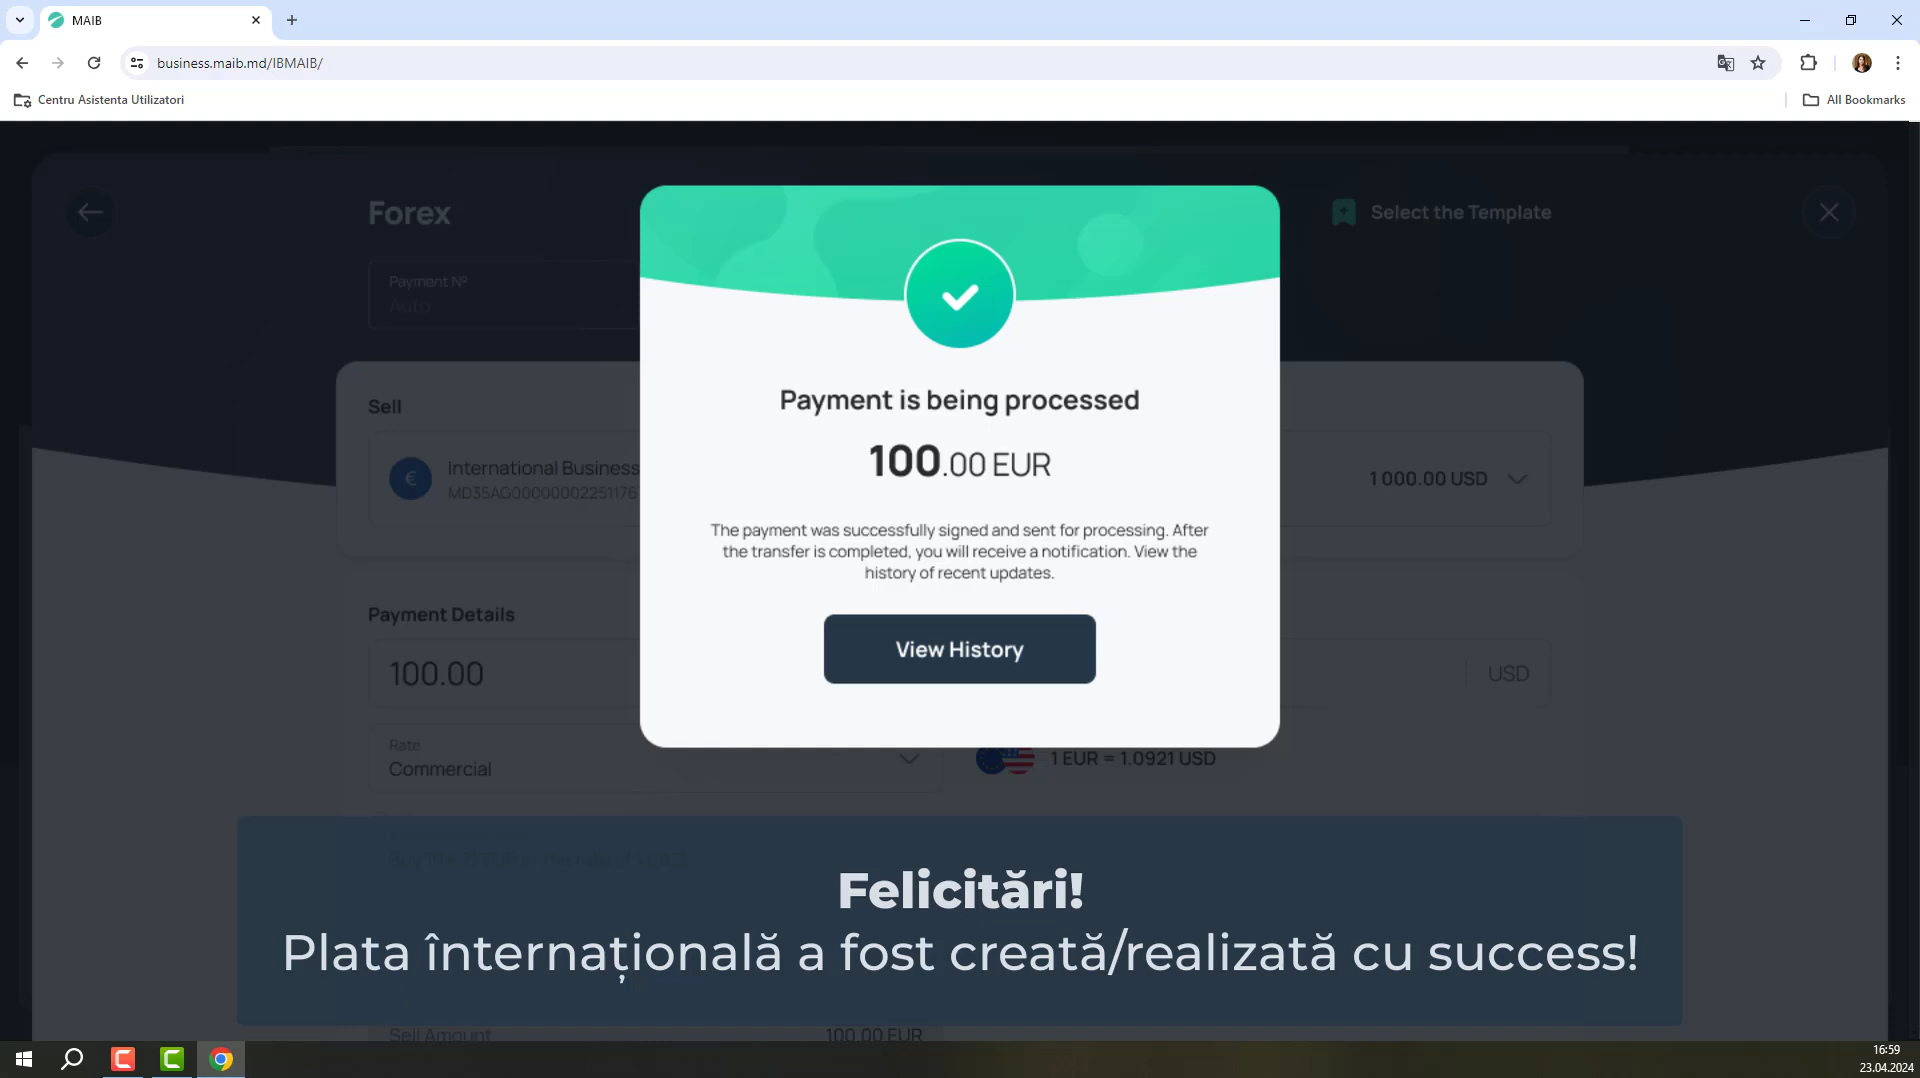 MAIB
business.maib.md/IBMAIB/
Centru Asistenta Utilizatori
All Bookmarks
Forex
Select the Template
Payment Nº
Auto
Sell
International Business
MD35AG00000002251176
1 000.00 USD
Payment is being processed
100.00 EUR
The payment was successfully signed and sent for processing. After
the transfer is completed, you will receive a notification. View the
history of recent updates.
View History
Payment Details
100.00
USD
Rate
Commercial
1 EUR = 1.0921 USD
Felicitări!
Plata înternațională a fost creată/realizată cu success!
Sell Amount
100.00 EUR
16:59
23.04.2024